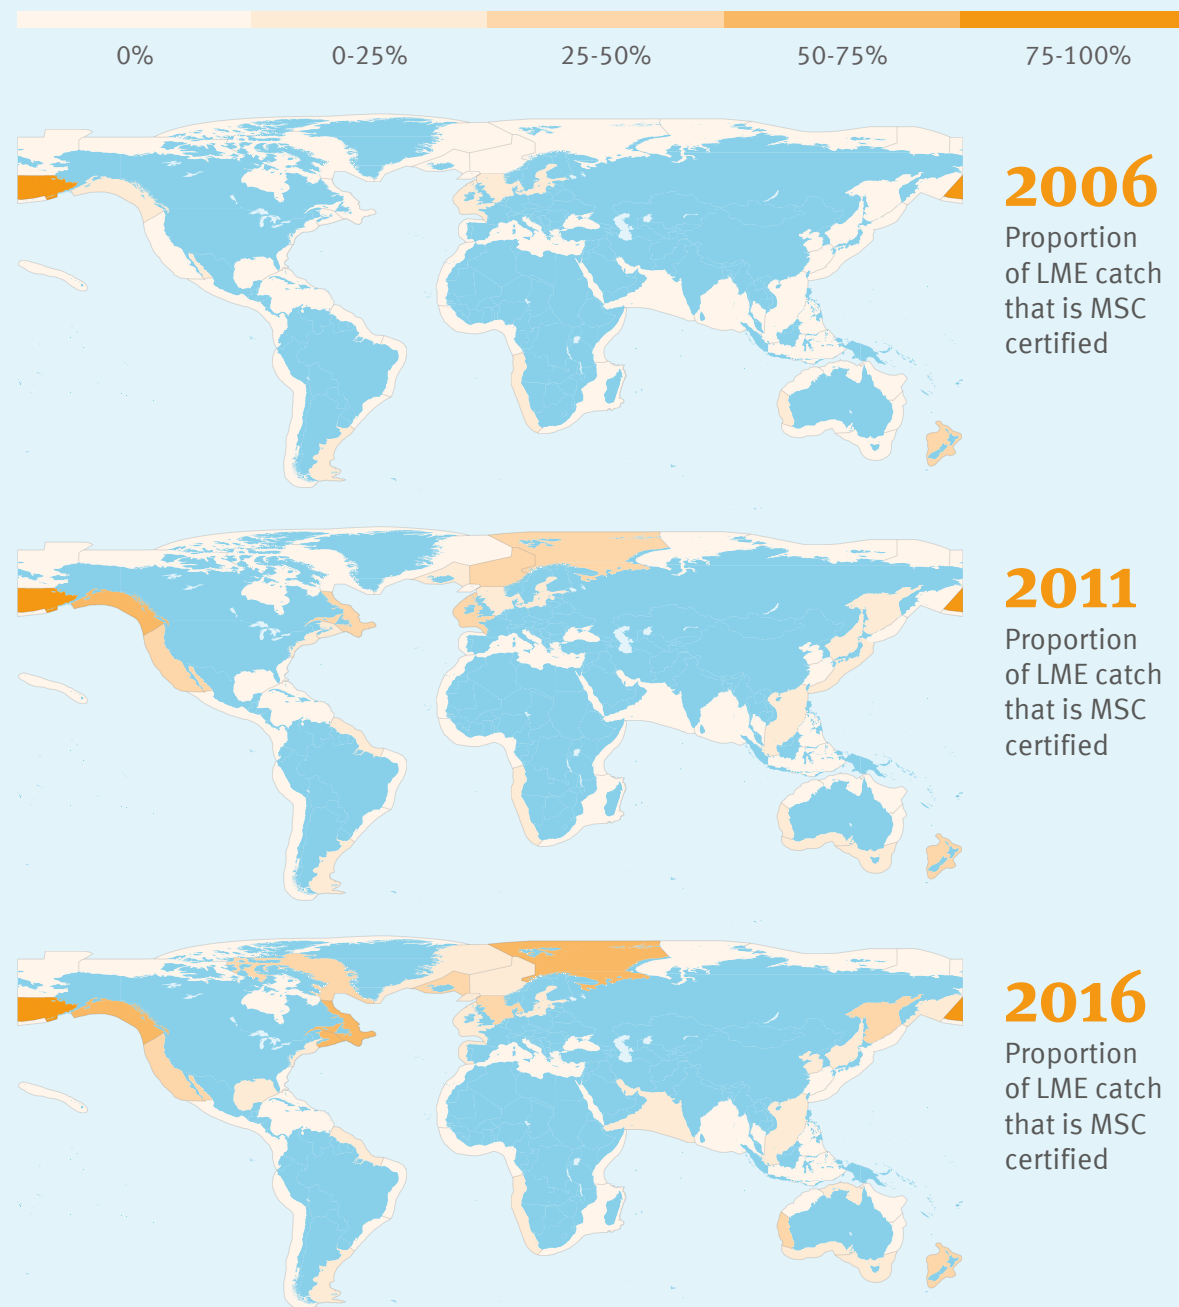 0%
0-25%
25-50%
50-75%
75-100%
2006
Proportion
of LME catch
that is MSC
certified
2011
Proportion
of LME catch
that is MSC
certified
2016
Proportion
of LME catch
that is MSC
certified